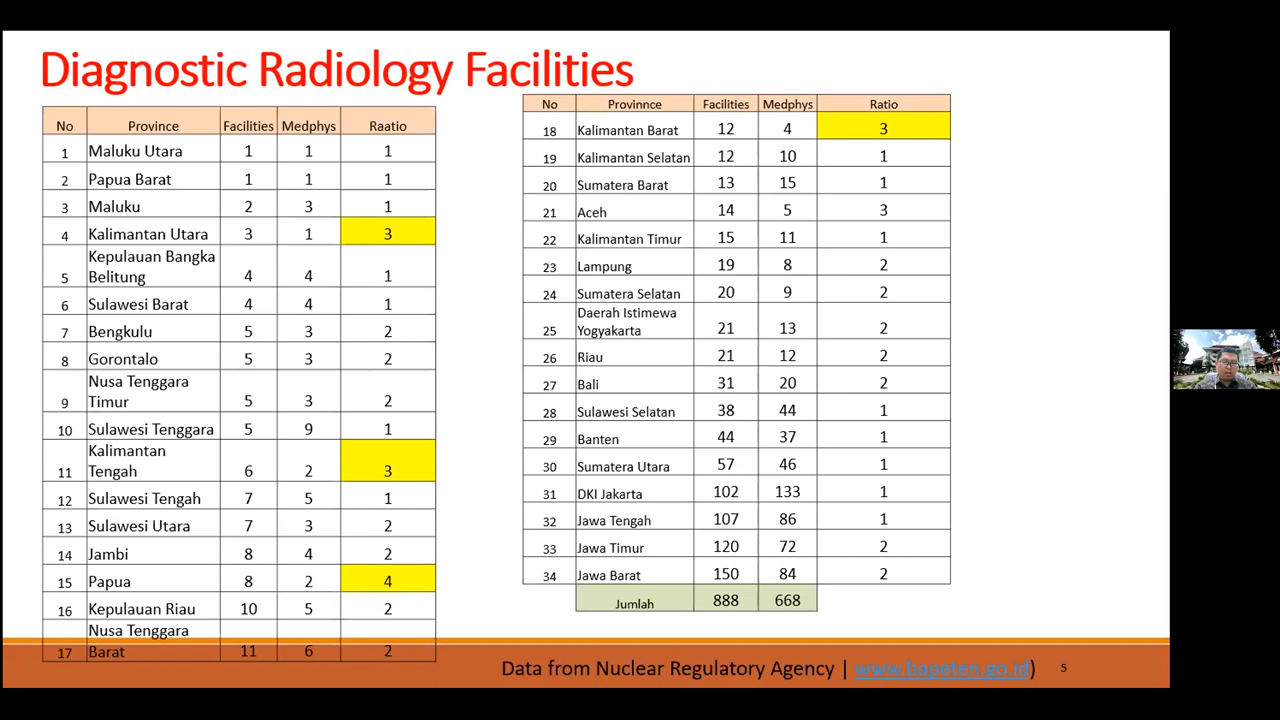 Diagnostic Radiology Facilities
No Province Facilities Medphys Raatio
1 Maluku Utara 1 1 1
2 Papua Barat 1 1 1
3 Maluku 2 3 1
4 Kalimantan Utara 3 1 3
Kepulauan Bangka
5 Belitung 4 4 1
6 Sulawesi Barat 4 4 1
7 Bengkulu 5 3 2
8 Gorontalo 5 3 2
Nusa Tenggara
9 Timur 5 3 2
10 Sulawesi Tenggara 5 9 1
Kalimantan
11 Tengah 6 2 3
12 Sulawesi Tengah 7 5 1
13 Sulawesi Utara 7 3 2
14 Jambi 8 4 2
15 Papua 8 2 4
16 Kepulauan Riau 10 5 2
Nusa Tenggara
17 Barat 11 6 2
No Provinnce Facilities Medphys Ratio
18 Kalimantan Barat 12 4 3
19 Kalimantan Selatan 12 10 1
20 Sumatera Barat 13 15 1
21 Aceh 14 5 3
22 Kalimantan Timur 15 11 1
23 Lampung 19 8 2
24 Sumatera Selatan 20 9 2
Daerah Istimewa
25 Yogyakarta 21 13 2
26 Riau 21 12 2
27 Bali 31 20 2
28 Sulawesi Selatan 38 44 1
29 Banten 44 37 1
30 Sumatera Utara 57 46 1
31 DKI Jakarta 102 133 1
32 Jawa Tengah 107 86 1
33 Jawa Timur 120 72 2
34 Jawa Barat 150 84 2
Jumlah 888 668
Data from Nuclear Regulatory Agency | www.bapeten.go.id) 5